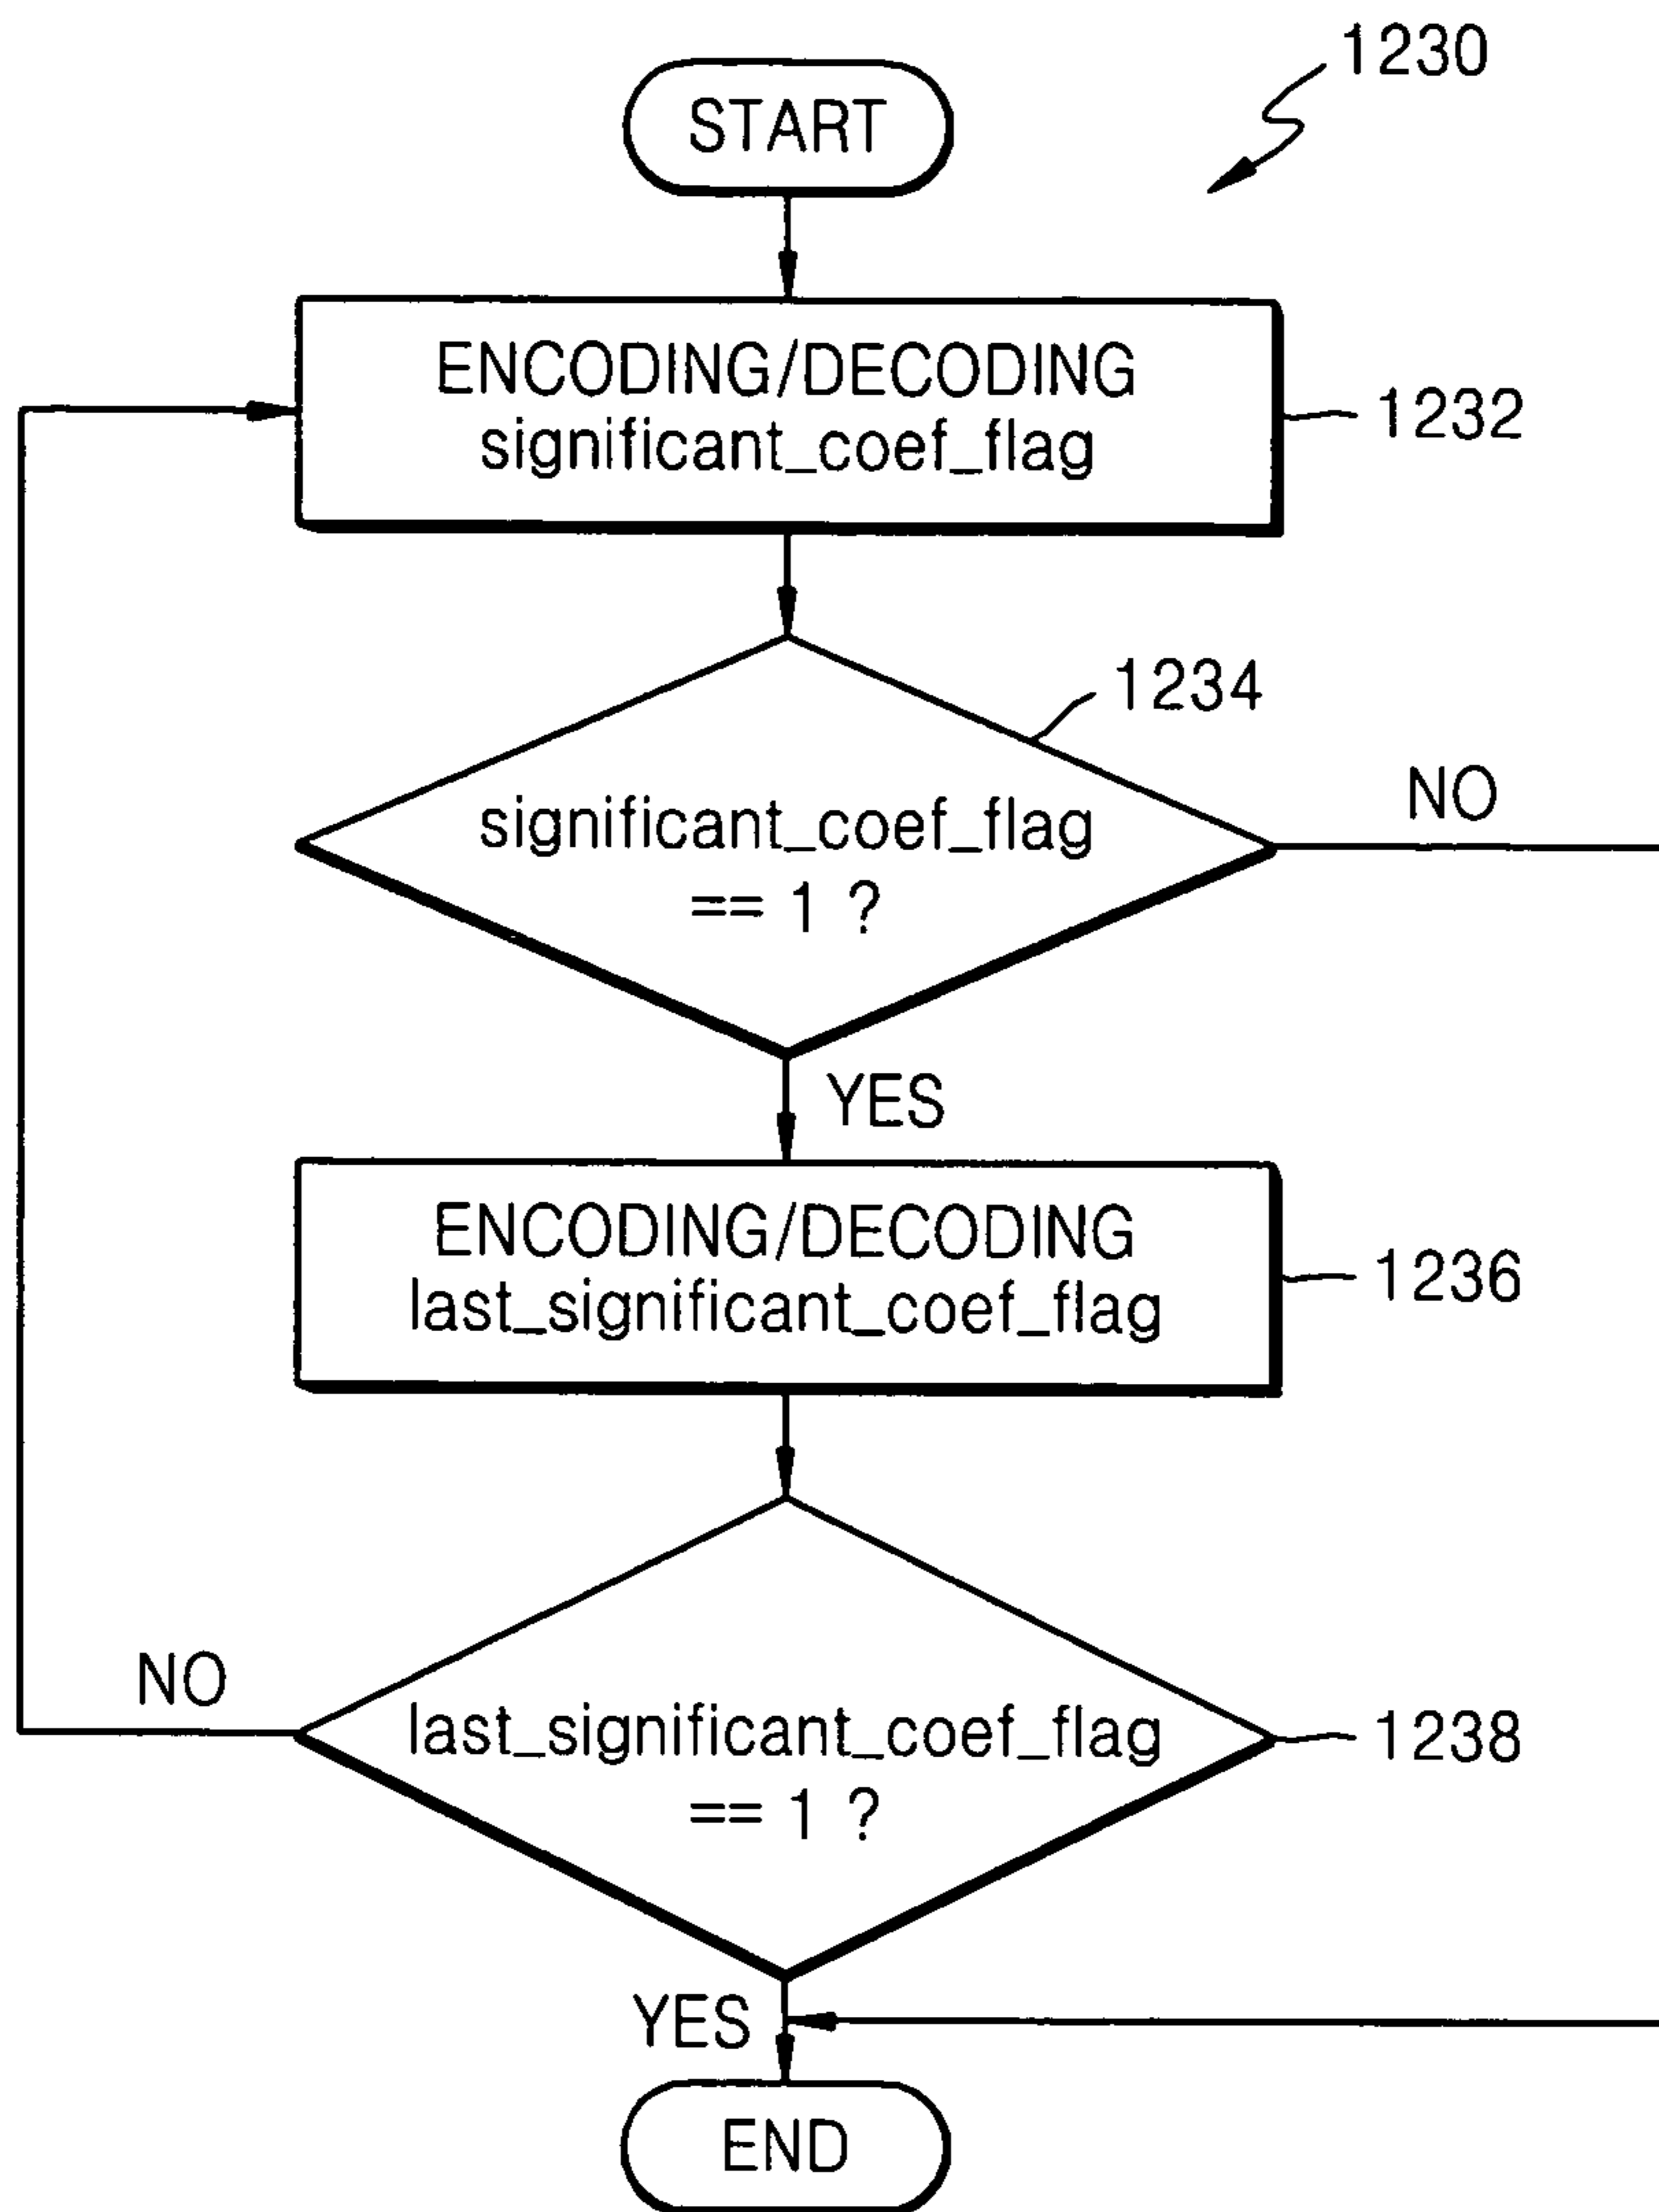 1230
START
ENCODING/DECODING
significant_coef_flag
1232
1234
significant_coef_flag
== 1 ?
NO
YES
ENCODING/DECODING
last_significant_coef_flag
1236
NO
last_significant_coef_flag
== 1 ?
1238
YES
END